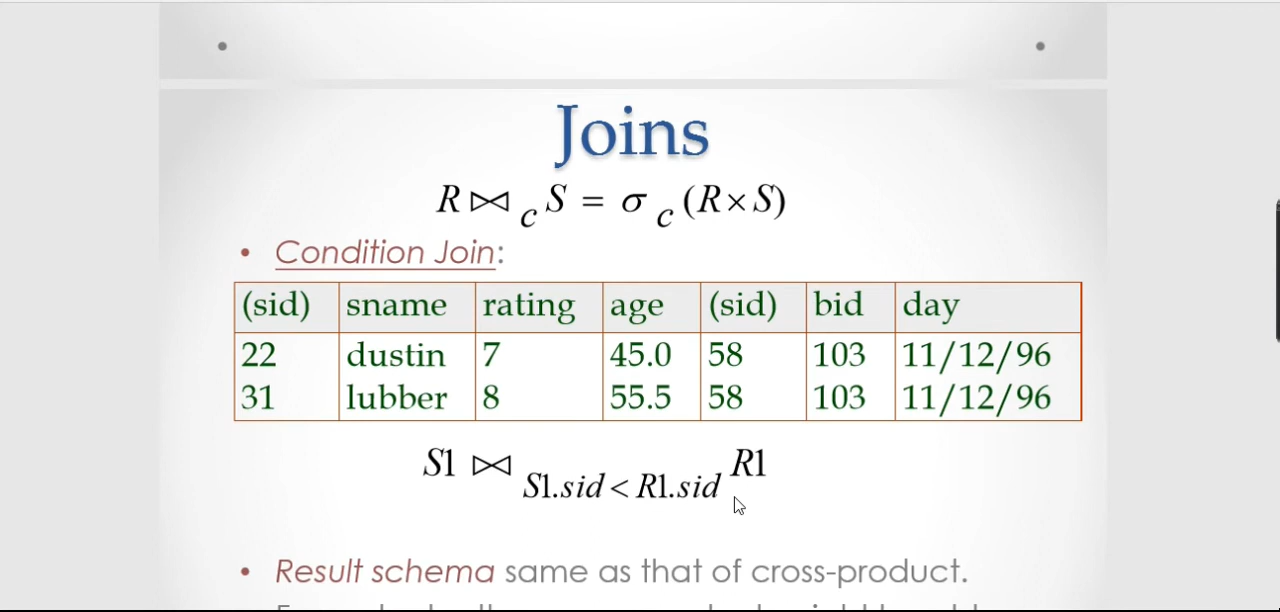 Joins
R ⋈ c S = σ c (R × S)
• Condition Join:
(sid) sname rating age (sid) bid day
22 dustin 7 45.0 58 103 11/12/96
31 lubber 8 55.5 58 103 11/12/96
S1 ⋈ S1.sid < R1.sid R1
• Result schema same as that of cross-product.